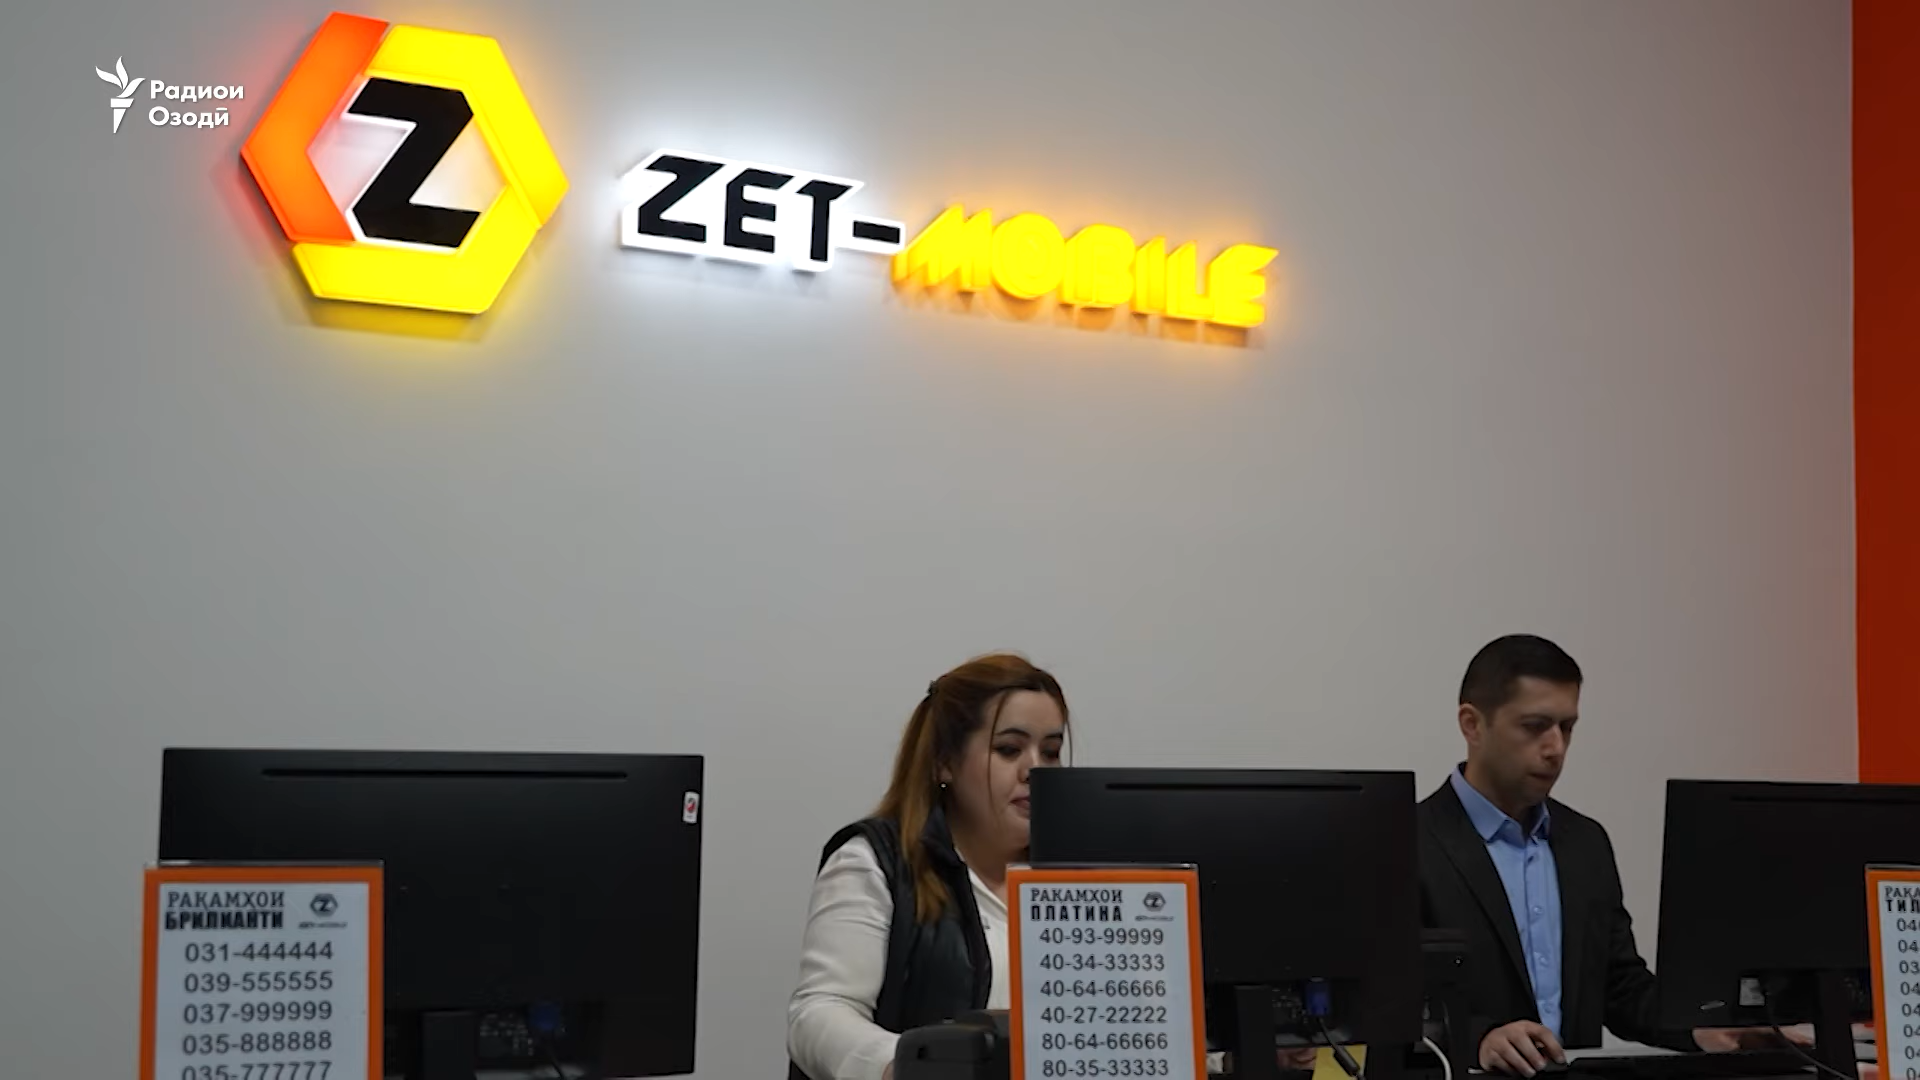 Радиои
Озодӣ
Z
ZET-MOBILE
РАҚАМҲОИ
БРИЛИАНТИ
031-444444
039-555555
037-999999
035-888888
035-777777
РАҚАМҲОИ
ПЛАТИНА
40-93-99999
40-34-33333
40-64-66666
40-27-22222
80-64-66666
80-35-33333